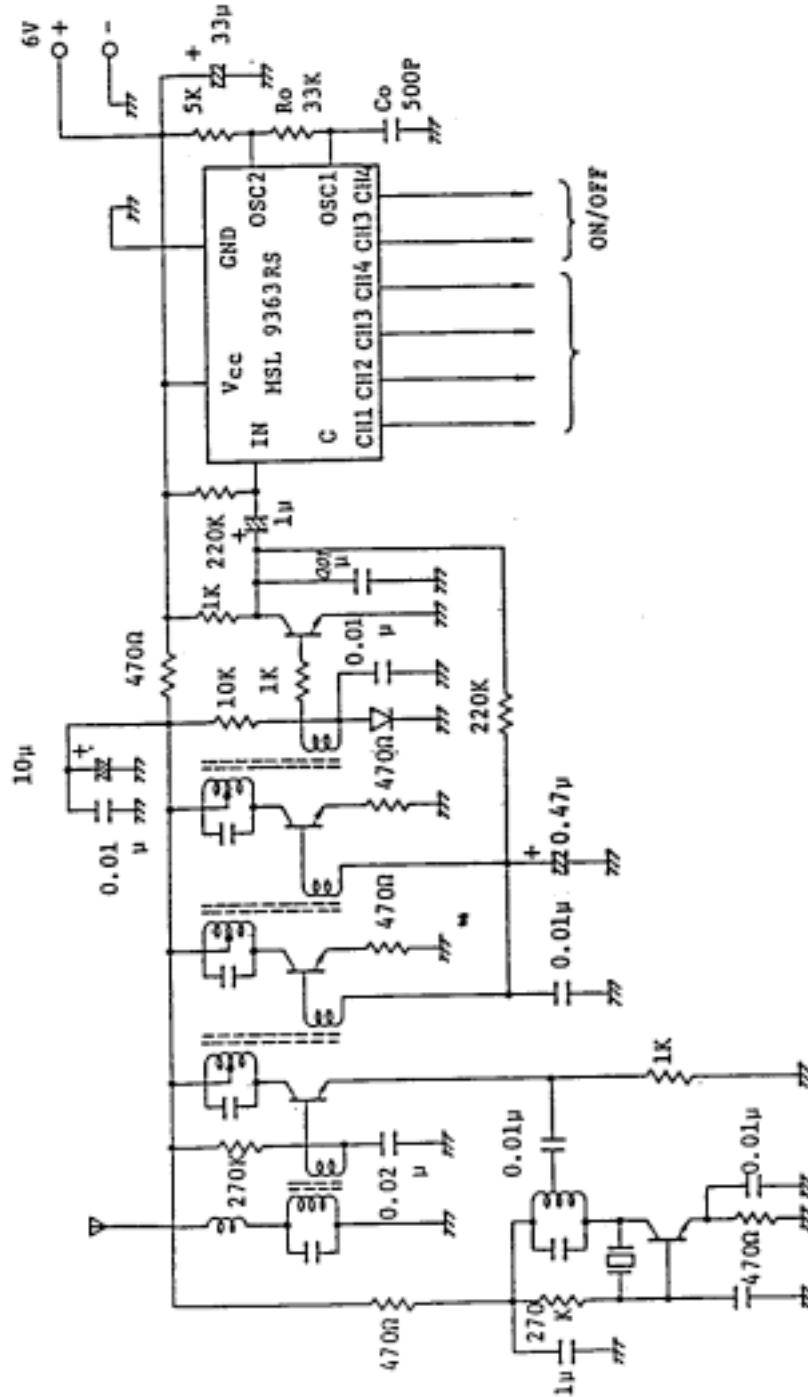 6V
+
-
33μ
+
5K
Ro
33K
Co
500P
GND
OSC2
OSC1
Vcc
MSL 9363RS
IN
C
CH1 CH2 CH3 CH4 CH3 CH4
ON/OFF
220K
+
1μ
1K
μ
470Ω
10K
1K
0.01
μ
10μ
+
0.01
μ
470Ω
220K
470Ω
+
0.47μ
0.01μ
270K
0.02
μ
0.01μ
1K
470Ω
270
K
1μ
470Ω
0.01μ